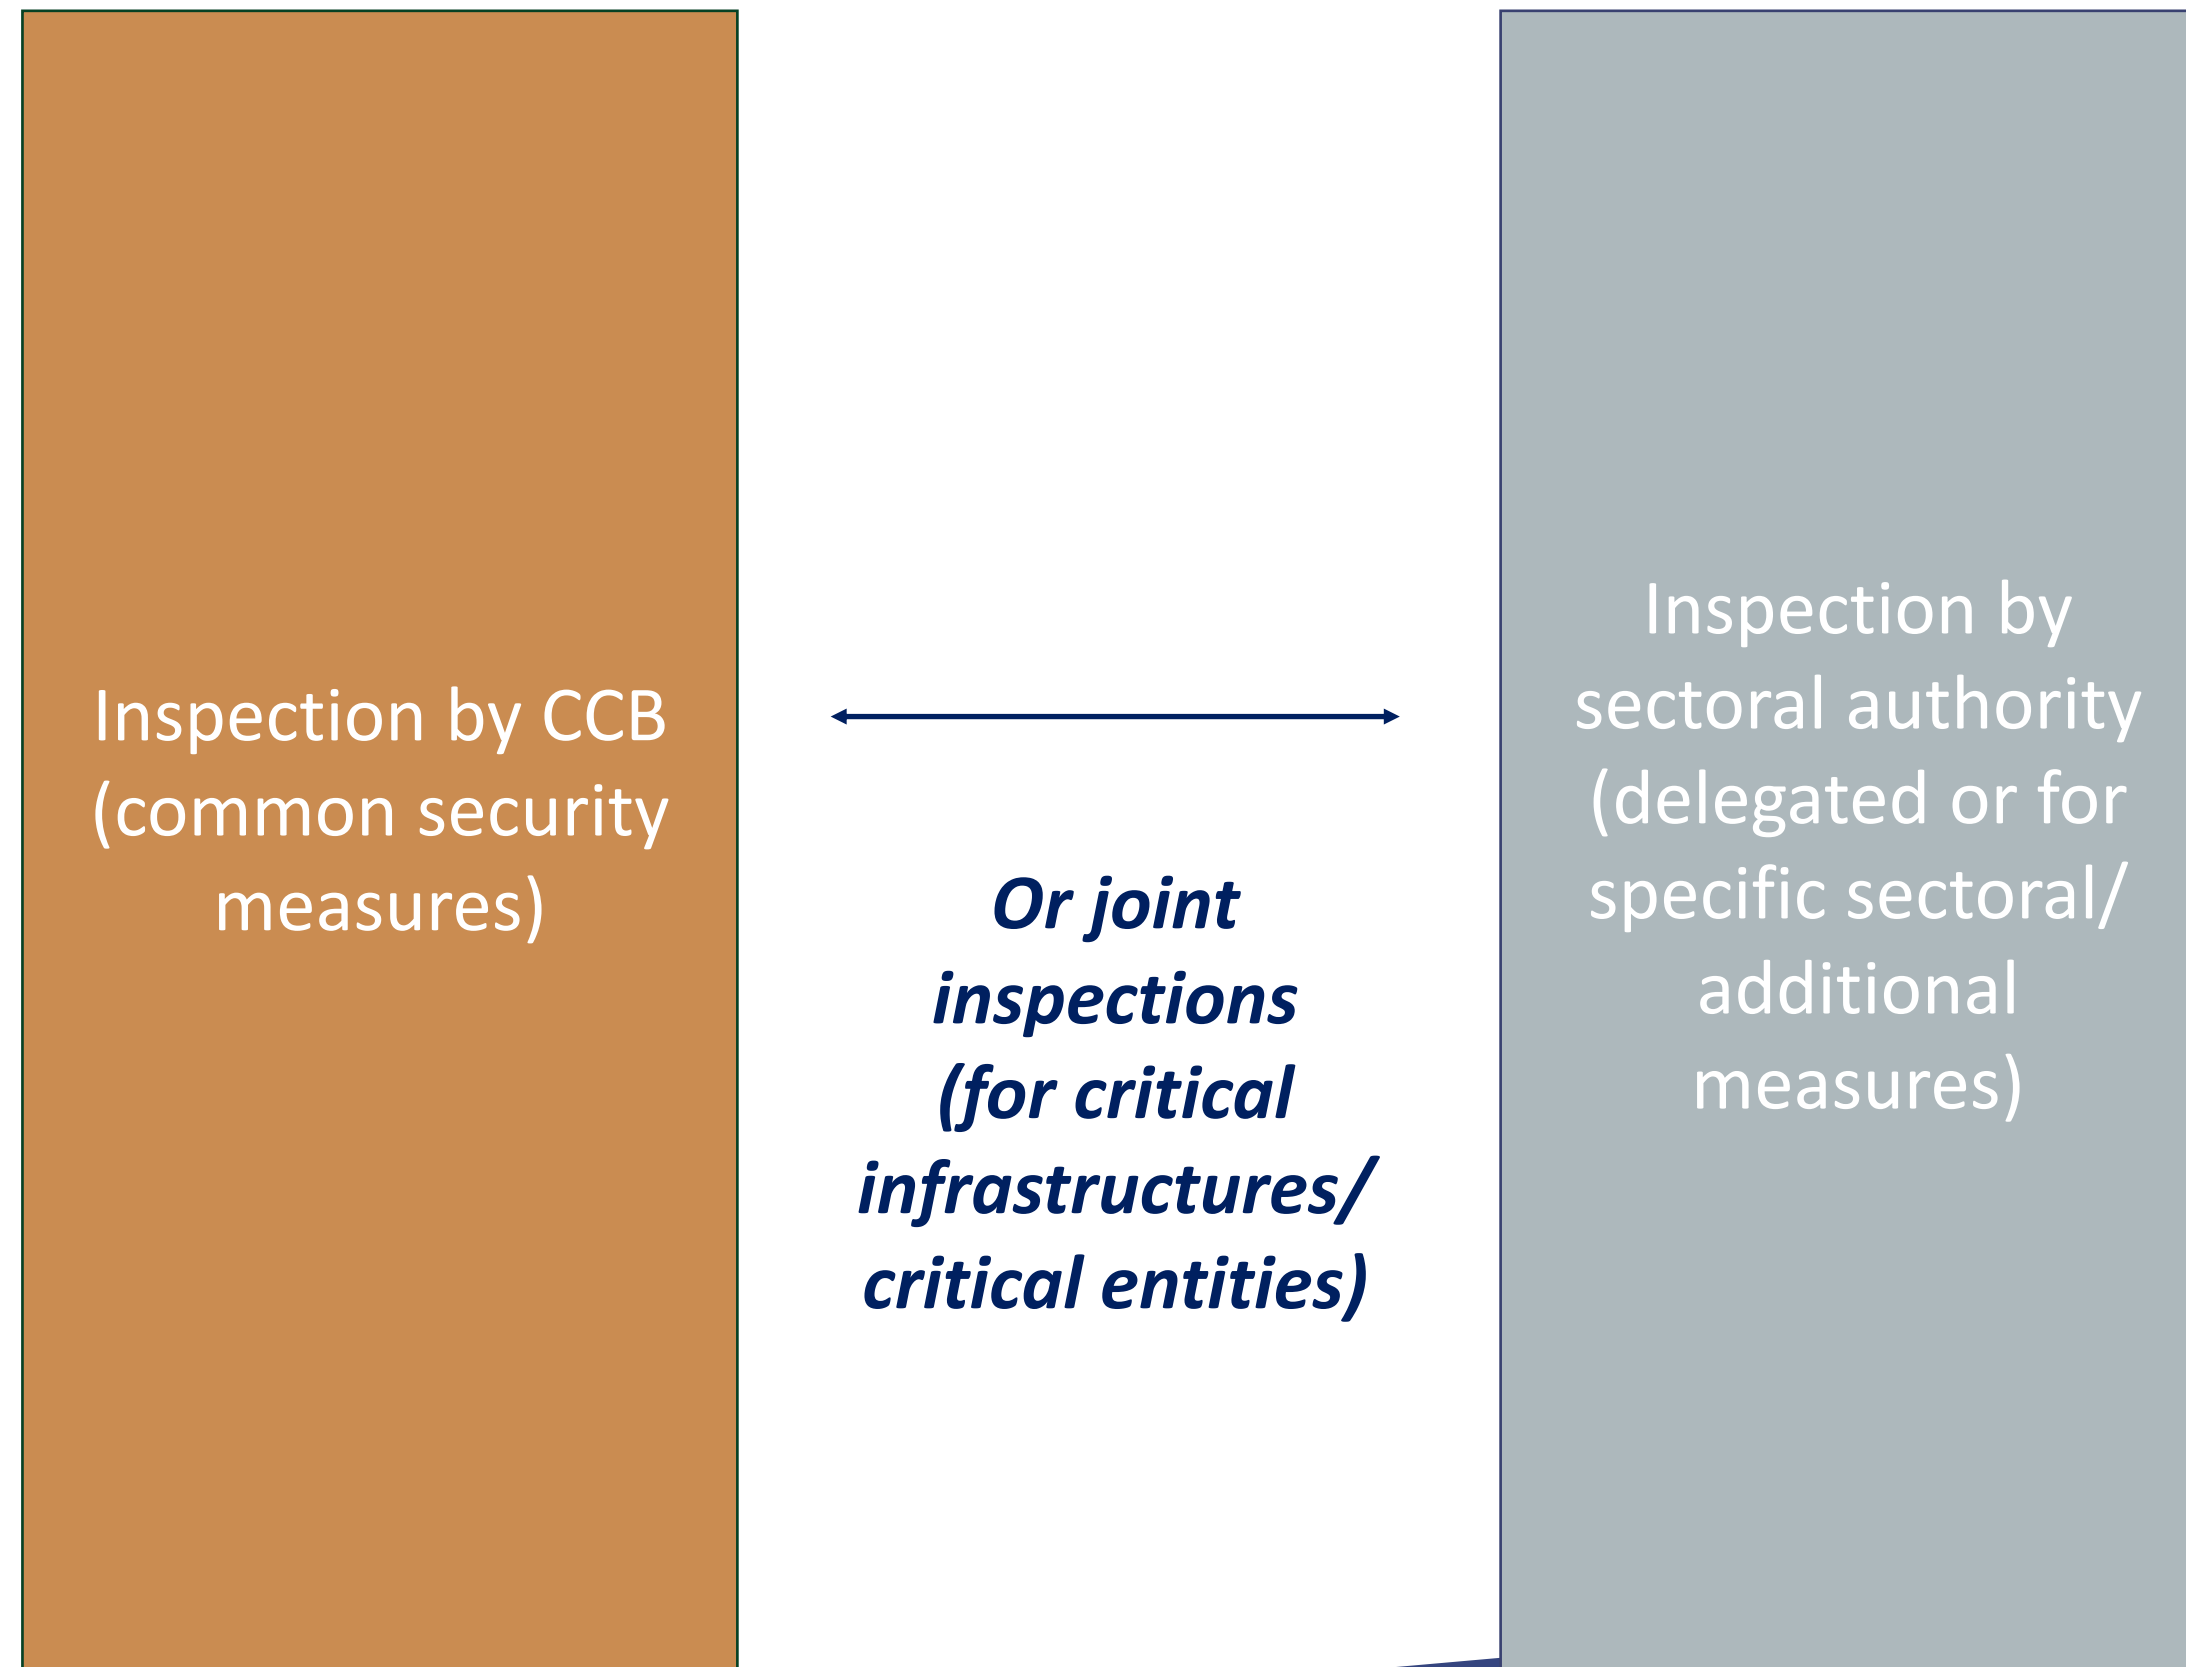 Inspection by CCB
(common security
measures)
Or joint
inspections
(for critical
infrastructures/
critical entities)
Inspection by
sectoral authority
(delegated or for
specific sectoral/
additional
measures)